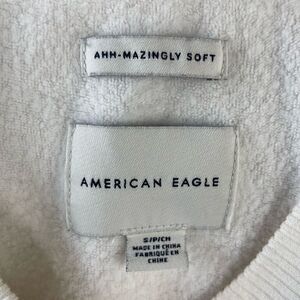 AHH-MAZINGLY SOFT
AMERICAN EAGLE
S/P/CH
MADE IN CHINA
FABRIQUÉ EN
CHINE